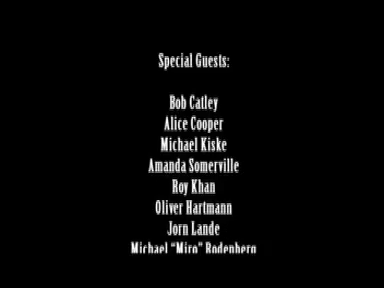 Special Guests:
Bob Catley
Alice Cooper
Michael Kiske
Amanda Somerville
Roy Khan
Oliver Hartmann
Jorn Lande
Michael “Miro” Rodenberg